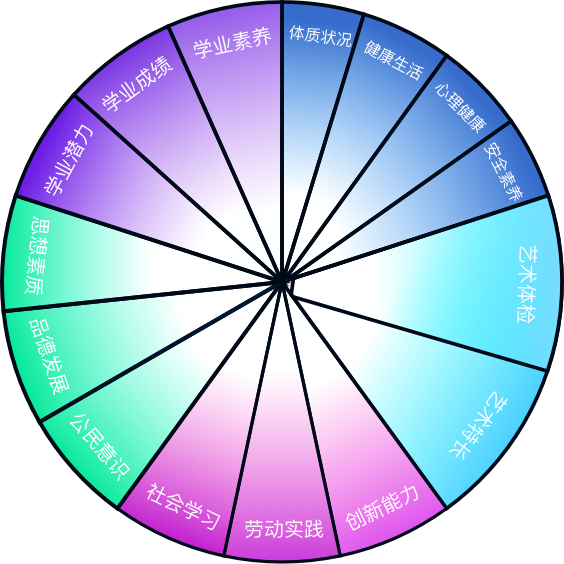 体质状况
健康生活
心理健康
安全素养
艺术体检
艺术特长
创新能力
劳动实践
社会学习
公民意识
品德发展
思想素质
学业潜力
学业成绩
学业素养